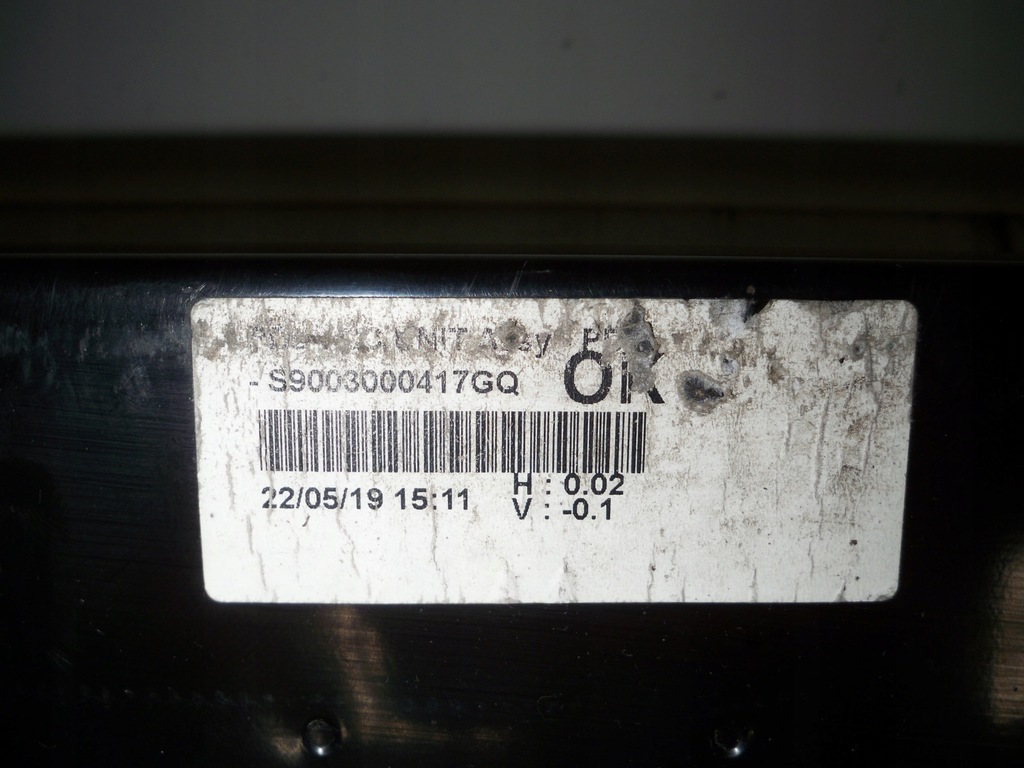 OK
- S9003000417GQ
22/05/19 15:11
H : 0.02
V : -0.1